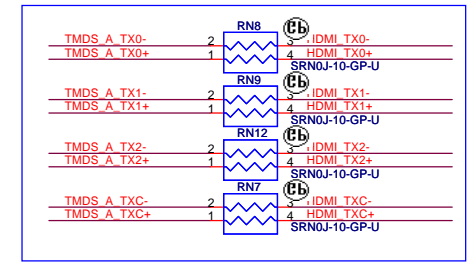 RN8
TMDS_A_TX0- 2 3 HDMI_TX0-
TMDS_A_TX0+ 1 4 HDMI_TX0+
SRN0J-10-GP-U
RN9
TMDS_A_TX1- 2 3 HDMI_TX1-
TMDS_A_TX1+ 1 4 HDMI_TX1+
SRN0J-10-GP-U
RN12
TMDS_A_TX2- 2 3 HDMI_TX2-
TMDS_A_TX2+ 1 4 HDMI_TX2+
SRN0J-10-GP-U
RN7
TMDS_A_TXC- 2 3 HDMI_TXC-
TMDS_A_TXC+ 1 4 HDMI_TXC+
SRN0J-10-GP-U